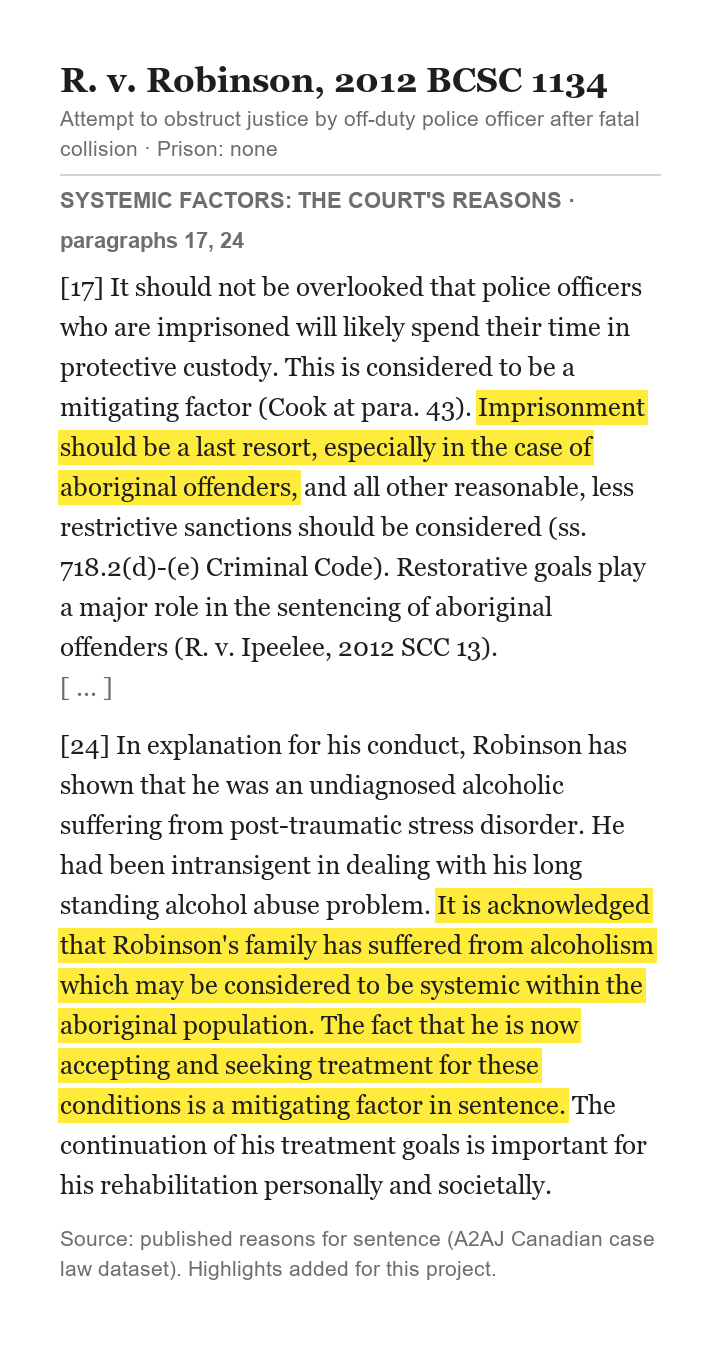 R. v. Robinson, 2012 BCSC 1134
Attempt to obstruct justice by off-duty police officer after fatal
collision · Prison: none
SYSTEMIC FACTORS: THE COURT'S REASONS ·
paragraphs 17, 24
[17] It should not be overlooked that police officers
who are imprisoned will likely spend their time in
protective custody. This is considered to be a
mitigating factor (Cook at para. 43). Imprisonment
should be a last resort, especially in the case of
aboriginal offenders, and all other reasonable, less
restrictive sanctions should be considered (ss.
718.2(d)-(e) Criminal Code). Restorative goals play
a major role in the sentencing of aboriginal
offenders (R. v. Ipeelee, 2012 SCC 13).
[ ... ]
[24] In explanation for his conduct, Robinson has
shown that he was an undiagnosed alcoholic
suffering from post-traumatic stress disorder. He
had been intransigent in dealing with his long
standing alcohol abuse problem. It is acknowledged
that Robinson's family has suffered from alcoholism
which may be considered to be systemic within the
aboriginal population. The fact that he is now
accepting and seeking treatment for these
conditions is a mitigating factor in sentence. The
continuation of his treatment goals is important for
his rehabilitation personally and societally.
Source: published reasons for sentence (A2AJ Canadian case
law dataset). Highlights added for this project.